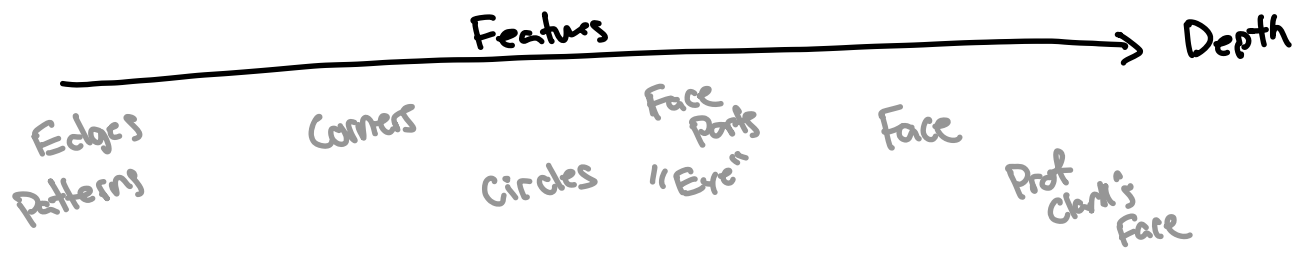 Features
Depth
Edges
Patterns
Corners
Circles
Face
Parts
"Eye"
Face
Prof
Clark's
Face